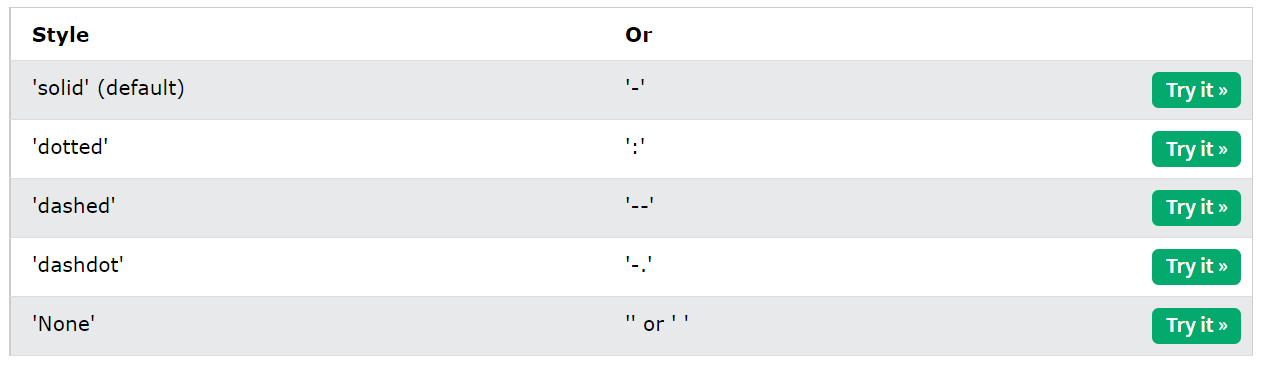 Style Or
'solid' (default) '-' Try it »
'dotted' ':' Try it »
'dashed' '--' Try it »
'dashdot' '-.' Try it »
'None' '' or ' ' Try it »